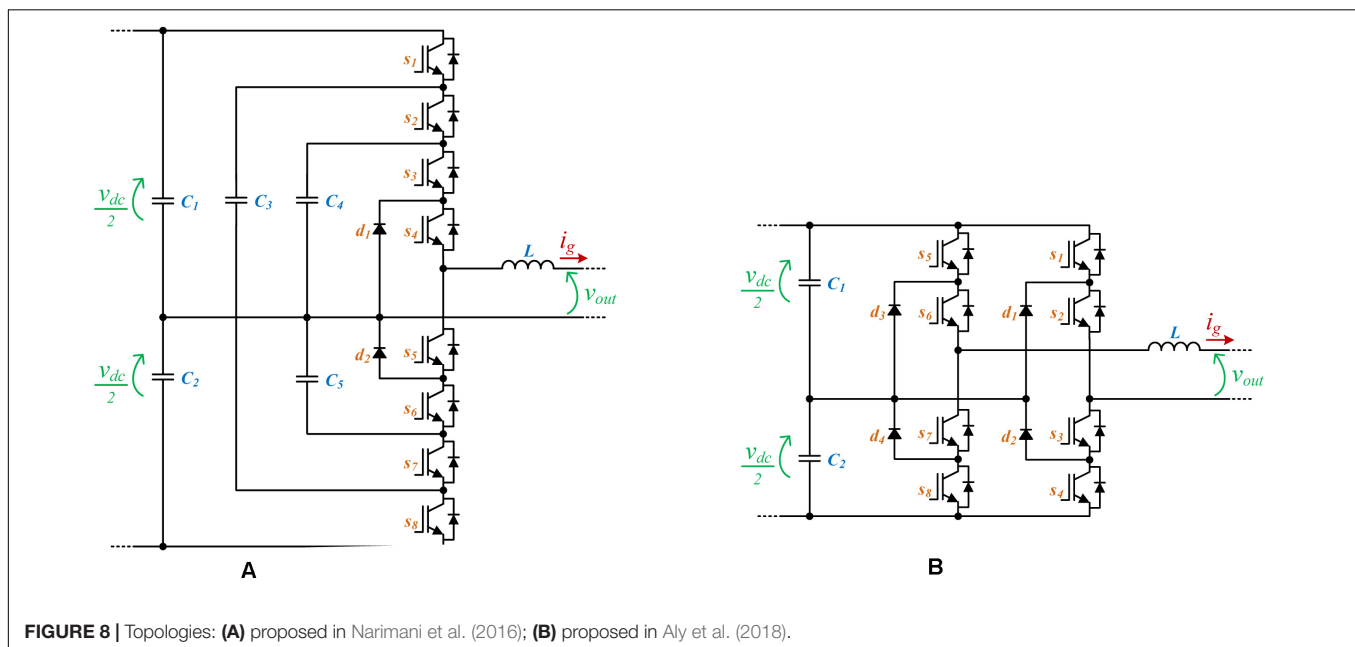 s1
s2
s3
s4
s5
s6
s7
s8
d1
d2
C1
C2
C3
C4
C5
vdc
2
vdc
2
L
ig
vout
A
s5
s1
s6
s2
s7
s3
s8
s4
d3
d1
d4
d2
C1
C2
vdc
2
vdc
2
L
ig
vout
B
FIGURE 8 | Topologies: (A) proposed in Narimani et al. (2016); (B) proposed in Aly et al. (2018).